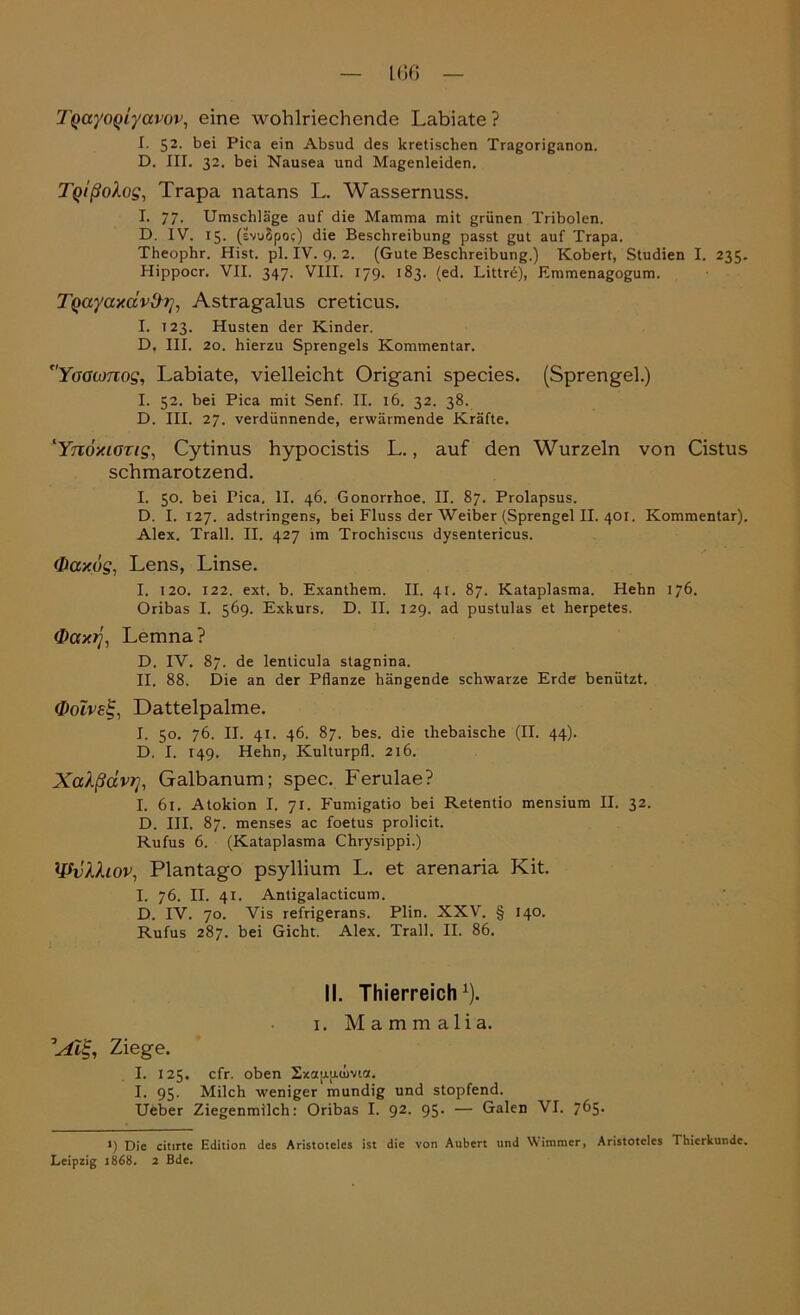 — 166 —
Τραγορίγανον, eine wohlriechende Labiate?
I. 52. bei Pica ein Absud des kretischen Tragoriganon.
D. III. 32. bei Nausea und Magenleiden.
Τρίβολος, Trapa natans L. Wassernuss.
I. 77. Umschläge auf die Mamma mit grünen Tribolen.
D. IV. 15. (ἔνυδρος) die Beschreibung passt gut auf Trapa.
Theophr. Hist. pl. IV. 9. 2. (Gute Beschreibung.) Kobert, Studien I. 235.
Hippocr. VII. 347. VIII. 179. 183. (ed. Littré), Emmenagogum.
Τραγακάνθη, Astragalus creticus.
I. 123. Husten der Kinder.
D. III. 20. hierzu Sprengels Kommentar.
Ὕσσωπος, Labiate, vielleicht Origani species. (Sprengel.)
I. 52. bei Pica mit Senf. II. 16. 32. 38.
D. III. 27. verdünnende, erwärmende Kräfte.
Ὑπόκιστις, Cytinus hypocistis L., auf den Wurzeln von Cistus
schmarotzend.
I. 50. bei Pica. II. 46. Gonorrhoe. II. 87. Prolapsus.
D. I. 127. adstringens, bei Fluss der Weiber (Sprengel II. 401. Kommentar).
Alex. Trall. II. 427 im Trochiscus dysentericus.
Φακός, Lens, Linse.
I. 120. 122. ext. b. Exanthem. II. 41. 87. Kataplasma. Hehn 176.
Oribas I. 569. Exkurs. D. II. 129. ad pustulas et herpetes.
Φακή, Lemna?
D. IV. 87. de lenticula stagnina.
II. 88. Die an der Pflanze hängende schwarze Erde benützt.
Φοῖνεξ, Dattelpalme.
I. 50. 76. II. 41. 46. 87. bes. die thebaische (II. 44).
D. I. 149. Hehn, Kulturpfl. 216.
Χαλβάνη, Galbanum; spec. Ferulae?
I. 61. Atokion I. 71. Fumigatio bei Retentio mensium II. 32.
D. III. 87. menses ac foetus prolicit.
Rufus 6. (Kataplasma Chrysippi.)
Ψύλλιον, Plantago psyllium L. et arenaria Kit.
I. 76. II. 41. Antigalacticum.
D. IV. 70. Vis refrigerans. Plin. XXV. § 140.
Rufus 287. bei Gicht. Alex. Trall. II. 86.
II. Thierreich ¹).
1. Mammalia.
Ἀῖξ, Ziege.
I. 125. cfr. oben Σκαμμώνια.
I. 95. Milch weniger mundig und stopfend.
Ueber Ziegenmilch: Oribas I. 92. 95. — Galen VI. 765.
¹) Die citirte Edition des Aristoteles ist die von Aubert und Wimmer, Aristoteles Thierkunde.
Leipzig 1868. 2 Bde.